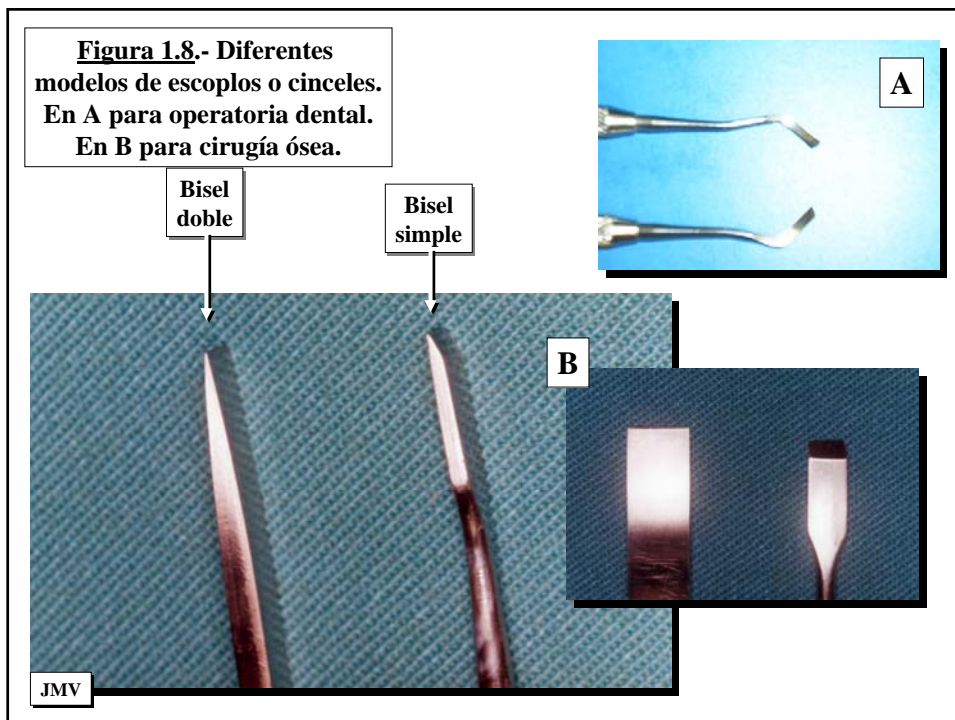 Figura 1.8.- Diferentes
modelos de escoplos o cinceles.
En A para operatoria dental.
En B para cirugía ósea.
A
Bisel
doble
Bisel
simple
B
JMV